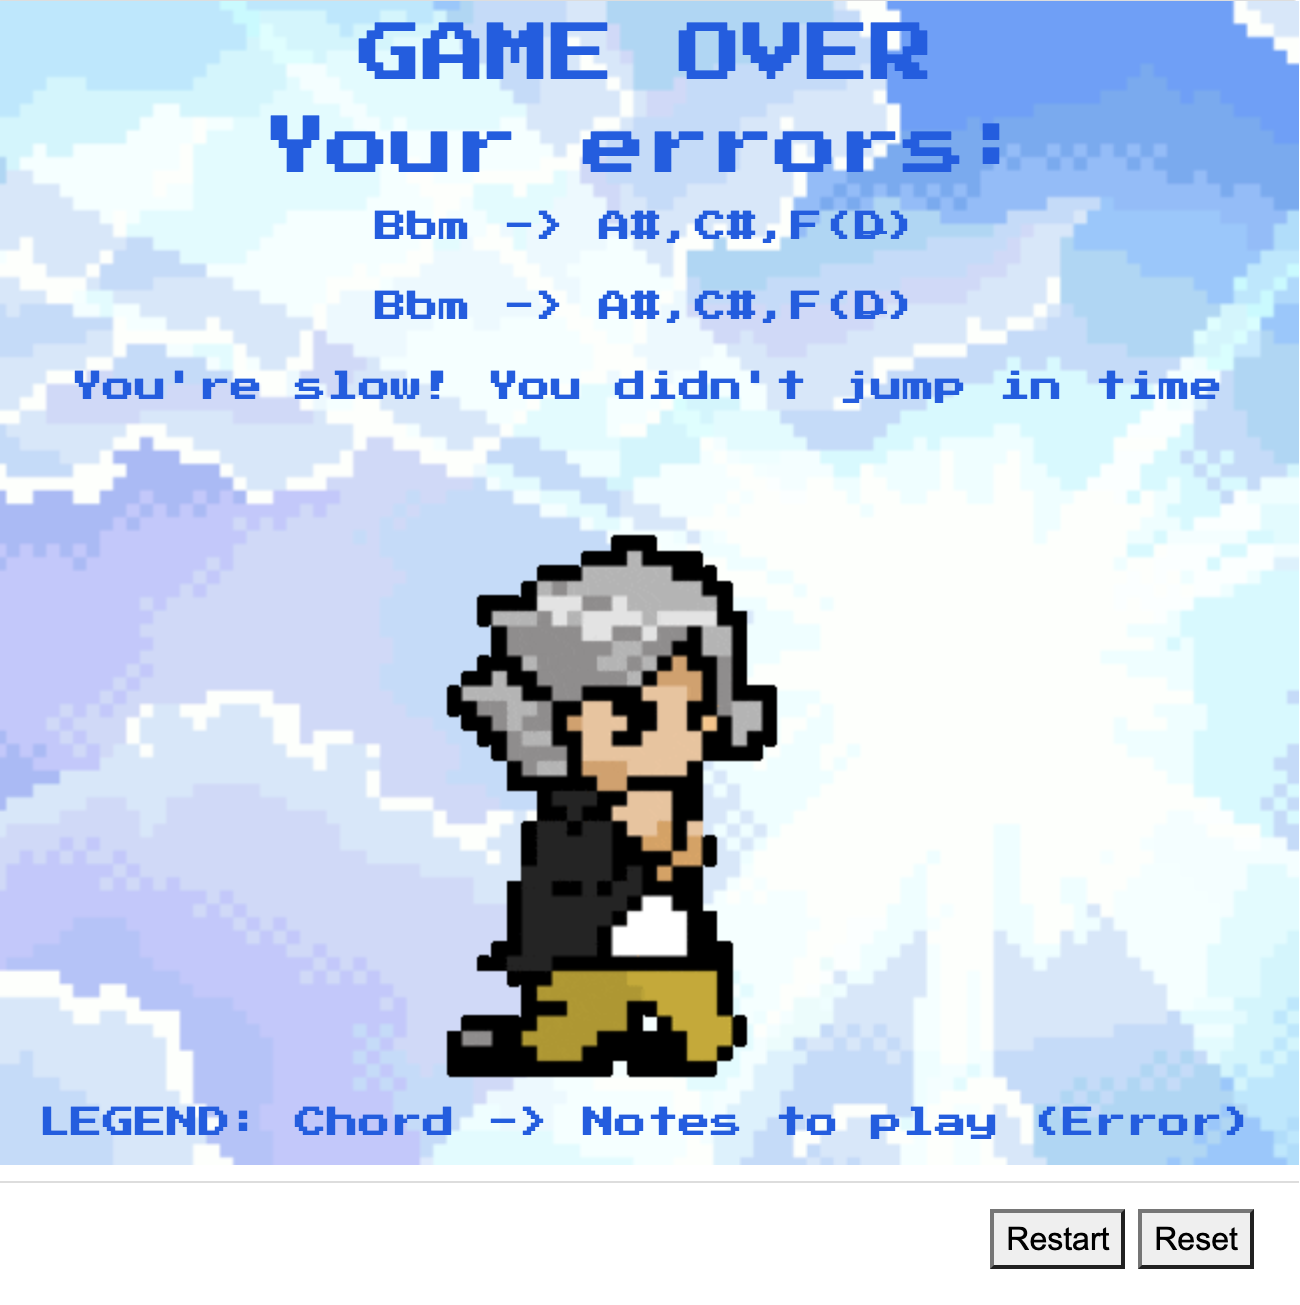 GAME OVER
Your errors:
Bbm -> A#,C#,F(D)
Bbm -> A#,C#,F(D)
You're slow! You didn't jump in time
LEGEND: Chord -> Notes to play (Error)
Restart Reset